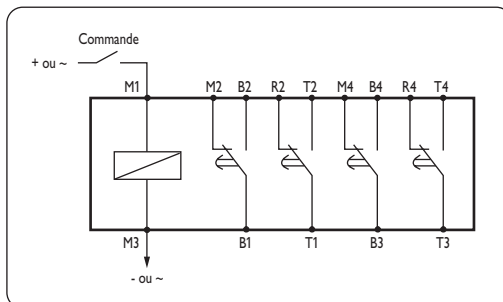 Commande
+ ou ~
M1 M2 B2 R2 T2 M4 B4 R4 T4
M3 B1 T1 B3 T3
- ou ~